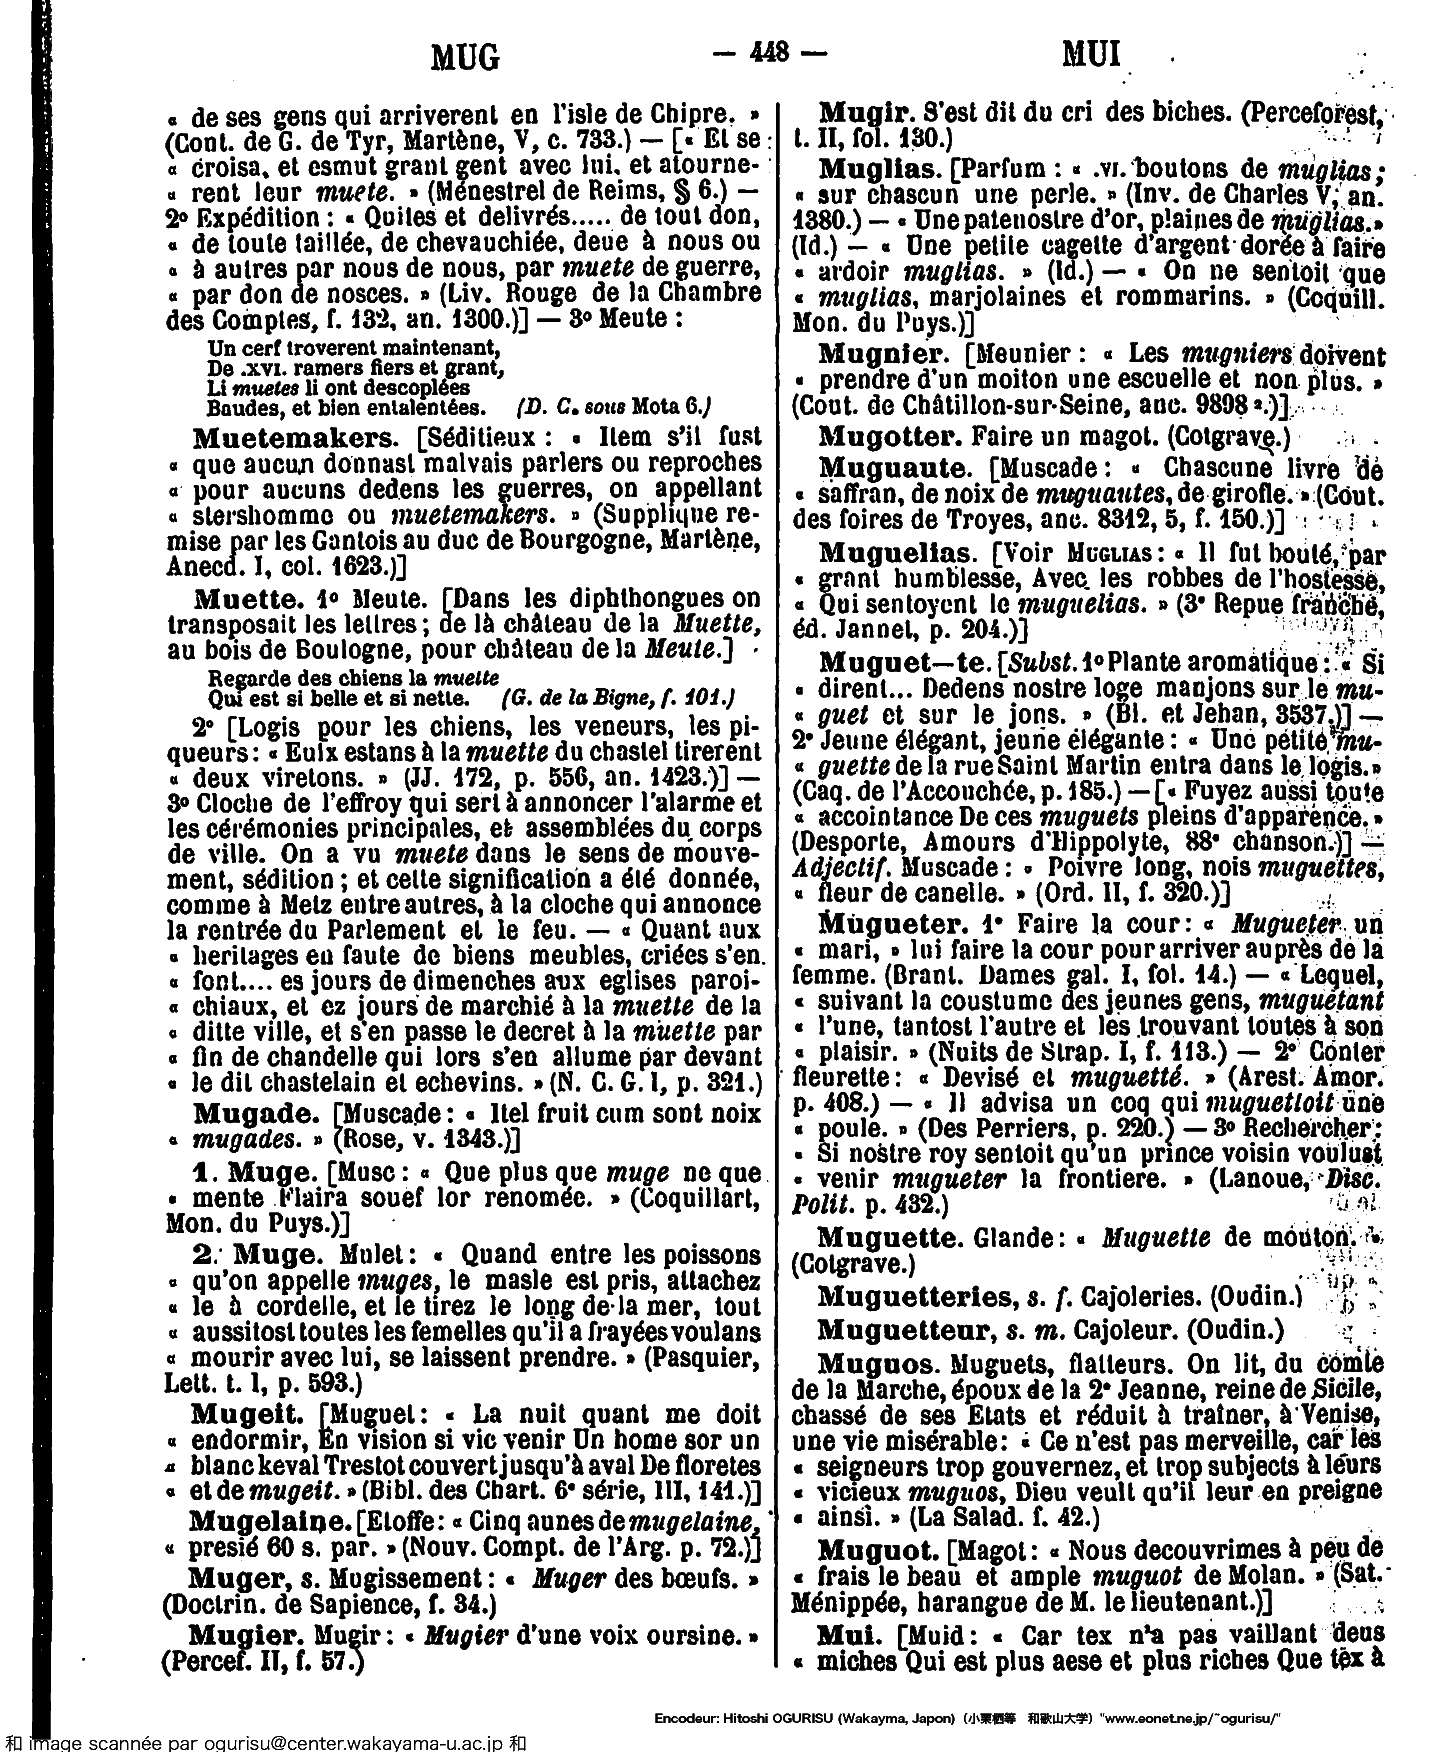 MUG
— 448 —
MUI
« de ses gens qui arriverent en l'isle de Chipre. »
(Cont. de G. de Tyr, Martène, V, c. 733.) — [« Et se
« croisa, et esmut grant gent avec lui, et atourne-
« rent leur muete. » (Ménestrel de Reims, § 6.) —
2º Expédition : « Quites et delivrés..... de tout don,
« de toute taillée, de chevauchiée, deue à nous ou
« à autres par nous de nous, par muete de guerre,
« par don de nosces. » (Liv. Rouge de la Chambre
des Comptes, f. 132, an. 1300.)] — 3º Meute :
Un cerf troverent maintenant,
De .xvi. ramers fiers et grant,
Li muetes li ont descoplées
Baudes, et bien entalentées. (D. C. sous Mota 6.)
Muetemakers. [Séditieux : « Item s'il fust
« que aucun donnast malvais parlers ou reproches
« pour aucuns dedens les guerres, on appellant
« stershomme ou muetemakers. » (Supplique re-
mise par les Gantois au duc de Bourgogne, Martène,
Anecd. I, col. 1623.)]
Muette. 1º Meute. [Dans les diphthongues on
transposait les lettres ; de là château de la Muette,
au bois de Boulogne, pour château de la Meute.]
Regarde des chiens la muette
Qui est si belle et si nette. (G. de la Bigne, f. 101.)
2º [Logis pour les chiens, les veneurs, les pi-
queurs : « Eulx estans à la muette du chastel tirerent
« deux viretons. » (JJ. 172, p. 556, an. 1423.)] —
3º Cloche de l'effroy qui sert à annoncer l'alarme et
les cérémonies principales, et assemblées du corps
de ville. On a vu muete dans le sens de mouve-
ment, sédition ; et cette signification a été donnée,
comme à Metz entre autres, à la cloche qui annonce
la rentrée du Parlement et le feu. — « Quant aux
« heritages en faute de biens meubles, criées s'en
« font.... es jours de dimenches aux eglises paroi-
« chiaux, et ez jours de marchié à la muette de la
« ditte ville, et s'en passe le decret à la muette par
« fin de chandelle qui lors s'en allume par devant
« le dit chastelain et echevins. » (N. C. G. I, p. 321.)
Mugade. [Muscade : « Itel fruit cum sont noix
« mugades. » (Rose, v. 1343.)]
1. Muge. [Musc : « Que plus que muge ne que
« mente Flaira souef lor renomée. » (Coquillart,
Mon. du Puys.)]
2. Muge. Mulet : « Quand entre les poissons
« qu'on appelle muges, le masle est pris, attachez
« le à cordelle, et le tirez le long de la mer, tout
« aussitost toutes les femelles qu'il a frayées voulans
« mourir avec lui, se laissent prendre. » (Pasquier,
Lett. t. I, p. 593.)
Mugeit. [Muguet : « La nuit quant me doit
« endormir, En vision si vic venir Un home sor un
« blanc keval Trestot couvert jusqu'à aval De floretes
« et de mugeit. » (Bibl. des Chart. 6e série, III, 141.)]
Mugelaine. [Etoffe : « Cinq aunes de mugelaine,
« presié 60 s. par. » (Nouv. Compt. de l'Arg. p. 72.)]
Muger, s. Mugissement : « Muger des bœufs. »
(Doctrin. de Sapience, f. 34.)
Mugier. Mugir : « Mugier d'une voix oursine. »
(Percef. II, f. 57.)
Mugir. S'est dit du cri des biches. (Perceforest,
t. II, fol. 130.)
Muglias. [Parfum : « .vi. boutons de muglias ;
« sur chascun une perle. » (Inv. de Charles V, an.
1380.) — « Une patenostre d'or, plaines de muglias. »
(Id.) — « Une petite cagette d'argent dorée à faire
« ardoir muglias. » (Id.) — « On ne sentoit que
« muglias, marjolaines et rommarins. » (Coquill.
Mon. du Puys.)]
Mugnier. [Meunier : « Les mugniers doivent
« prendre d'un moiton une escuelle et non plus. »
(Cout. de Châtillon-sur-Seine, anc. 9898 2.)]
Mugotter. Faire un magot. (Cotgrave.)
Muguaute. [Muscade : « Chascune livre de
« saffran, de noix de muguautes, de girofle. » (Cout.
des foires de Troyes, anc. 8312, 5, f. 150.)]
Muguelias. [Voir MUGLIAS : « Il fut bouté, par
« grant humblesse, Avec les robbes de l'hostesse,
« Qui sentoyent le muguelias. » (3e Repue franche,
éd. Jannet, p. 204.)]
Muguet—te. [Subst. 1º Plante aromatique : « Si
« dirent... Dedens nostre loge manjons sur le mu-
« guet et sur le jons. » (Bl. et Jehan, 3537.)] —
2º Jeune élégant, jeune élégante : « Une petite mu-
« guette de la rue Saint Martin entra dans le logis. »
(Caq. de l'Accouchée, p. 185.) — [« Fuyez aussi toute
« accointance De ces muguets pleins d'apparence. »
(Desporte, Amours d'Hippolyte, 88e chanson.)] —
Adjectif. Muscade : « Poivre long, nois muguettes,
« fleur de canelle. » (Ord. II, f. 320.)]
Mugueter. 1º Faire la cour : « Mugueter un
« mari, » lui faire la cour pour arriver auprès de la
femme. (Brant. Dames gal. I, fol. 14.) — « Lequel,
« suivant la coustume des jeunes gens, muguetant
« l'une, tantost l'autre et les trouvant toutes à son
« plaisir. » (Nuits de Strap. I, f. 113.) — 2º Conter
fleurette : « Devisé et muguetté. » (Arest. Amor.
p. 408.) — « Il advisa un coq qui muguettoit une
« poule. » (Des Perriers, p. 220.) — 3º Rechercher :
« Si nostre roy sentoit qu'un prince voisin voulust
« venir mugueter la frontiere. » (Lanoue, Disc.
Polit. p. 432.)
Muguette. Glande : « Muguette de mouton. »
(Cotgrave.)
Muguetteries, s. f. Cajoleries. (Oudin.)
Muguetteur, s. m. Cajoleur. (Oudin.)
Muguos. Muguets, flatteurs. On lit, du comte
de la Marche, époux de la 2e Jeanne, reine de Sicile,
chassé de ses Etats et réduit à traîner, à Venise,
une vie misérable : « Ce n'est pas merveille, car les
« seigneurs trop gouvernez, et trop subjects à leurs
« vicieux muguos, Dieu veult qu'il leur en preigne
« ainsi. » (La Salad. f. 42.)
Muguot. [Magot : « Nous decouvrimes à peu de
« frais le beau et ample muguot de Molan. » (Sat.
Ménippée, harangue de M. le lieutenant.)]
Mui. [Muid : « Car tex n'a pas vaillant deus
« miches Qui est plus aese et plus riches Que tex à
Encodeur: Hitoshi OGURISU (Wakayma, Japon) (小栗栖等 和歌山大学) "www.eonet.ne.jp/~ogurisu/"
和 image scannée par ogurisu@center.wakayama-u.ac.jp 和